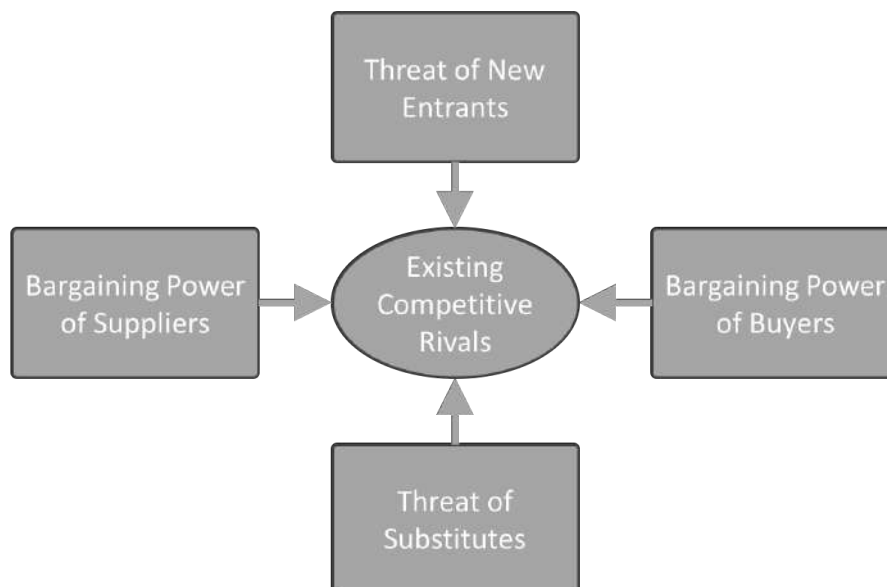 Threat of New
Entrants
Bargaining Power
of Suppliers
Existing
Competitive
Rivals
Bargaining Power
of Buyers
Threat of
Substitutes